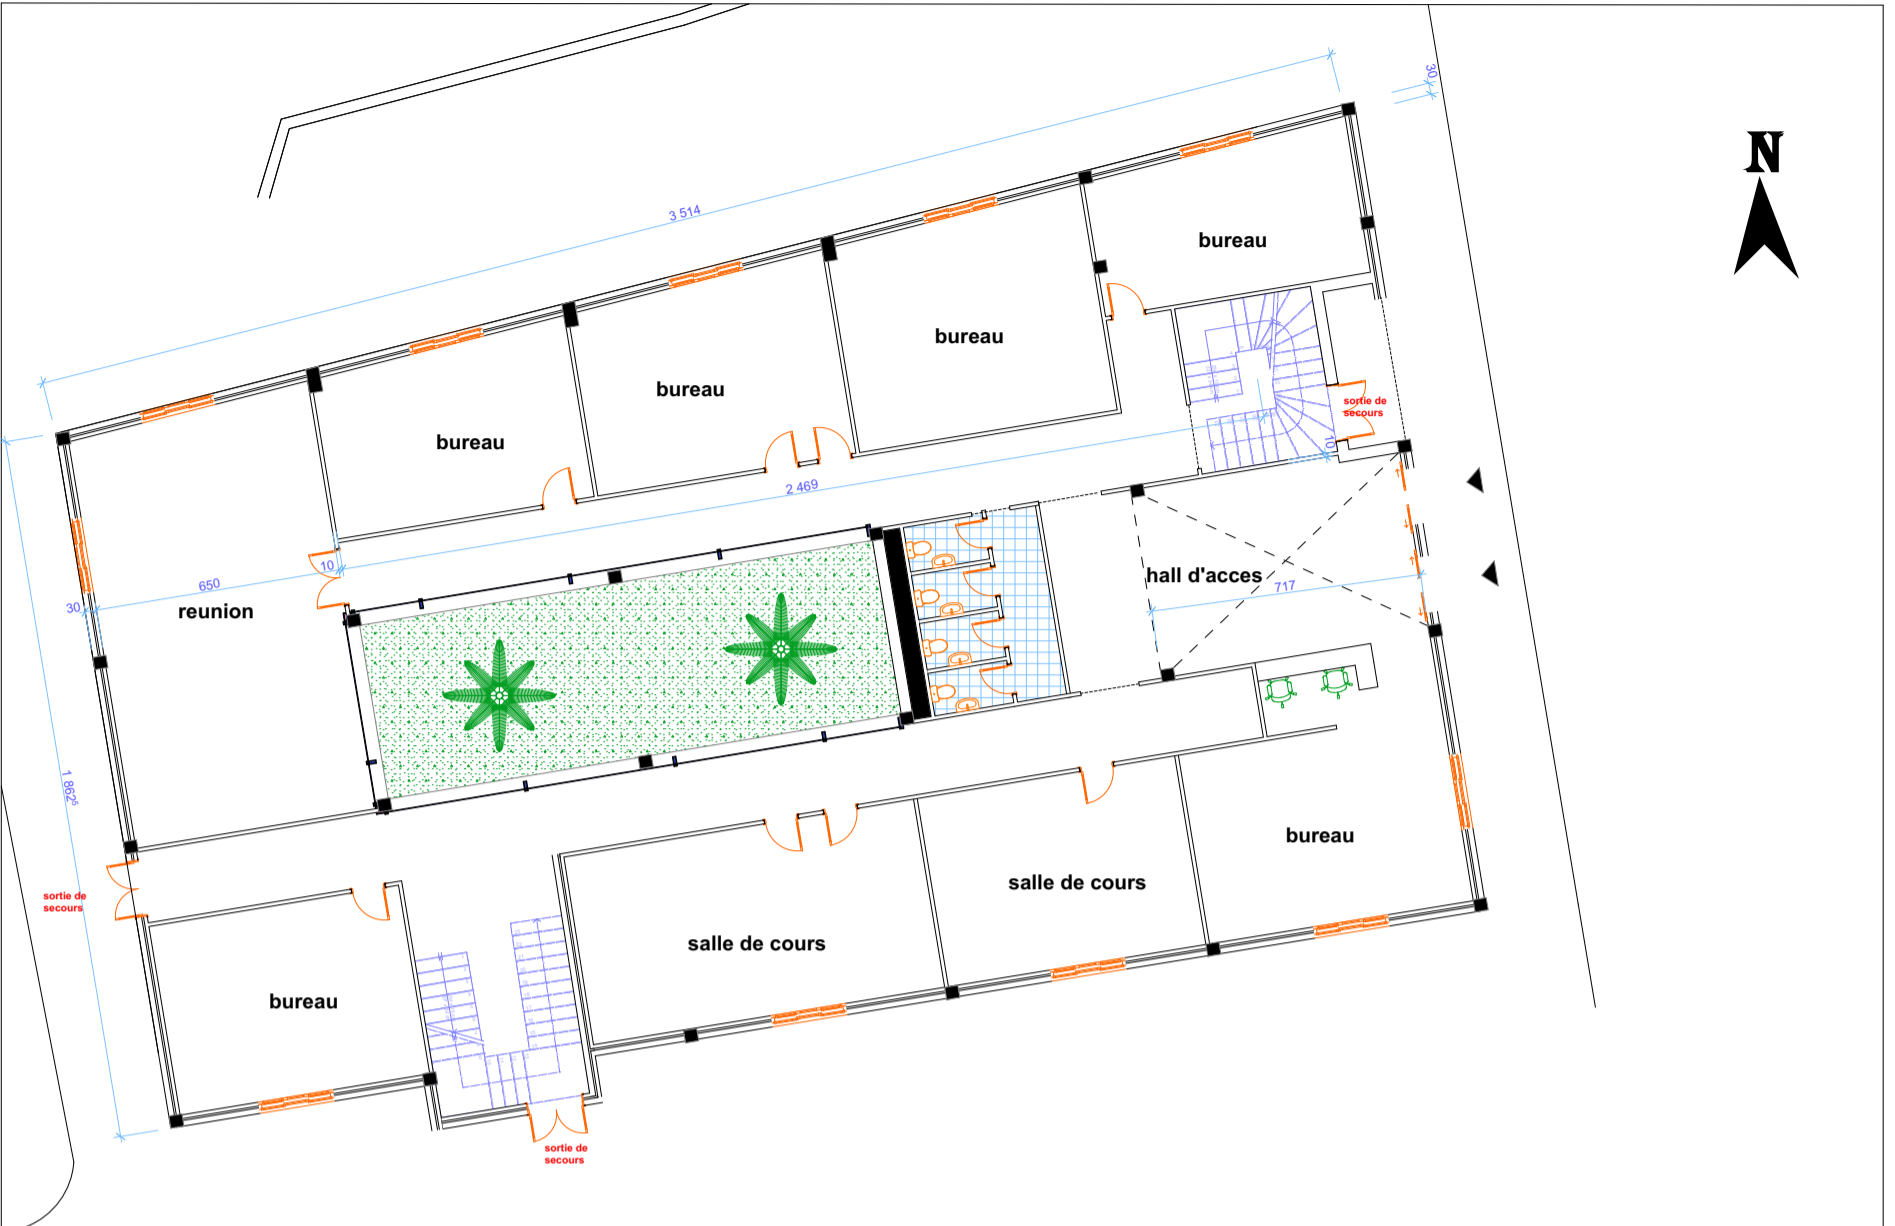 N
30
3 514
bureau
bureau
bureau
bureau
sortie de
secours
10
2 469
hall d'acces
717
10
650
30
reunion
1 862⁵
bureau
salle de cours
salle de cours
sortie de
secours
bureau
sortie de
secours